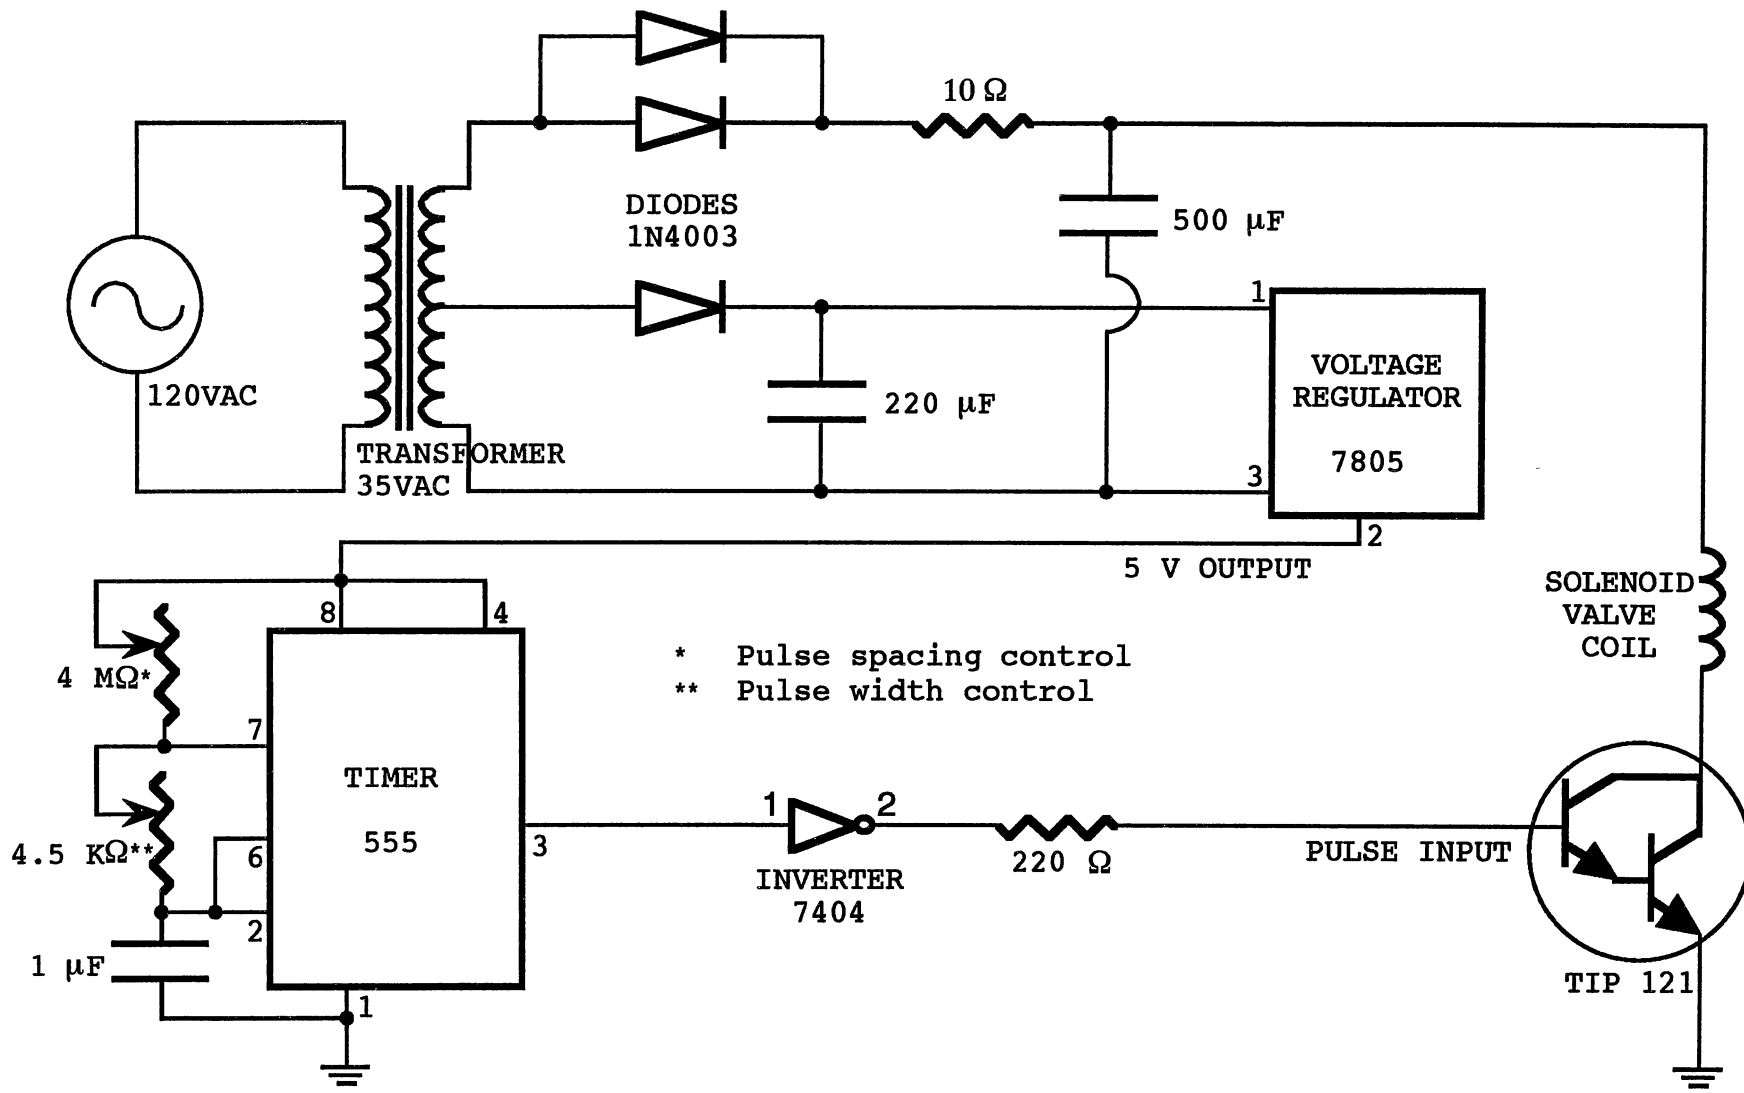 10 Ω
DIODES
1N4003
500 µF
1
120VAC
VOLTAGE
REGULATOR
7805
220 µF
TRANSFORMER
35VAC
3
2
5 V OUTPUT
SOLENOID
VALVE
COIL
8
4
4 MΩ*
* Pulse spacing control
** Pulse width control
7
TIMER
555
4.5 KΩ**
6
3
1
2
INVERTER
7404
220 Ω
PULSE INPUT
2
1 µF
1
TIP 121